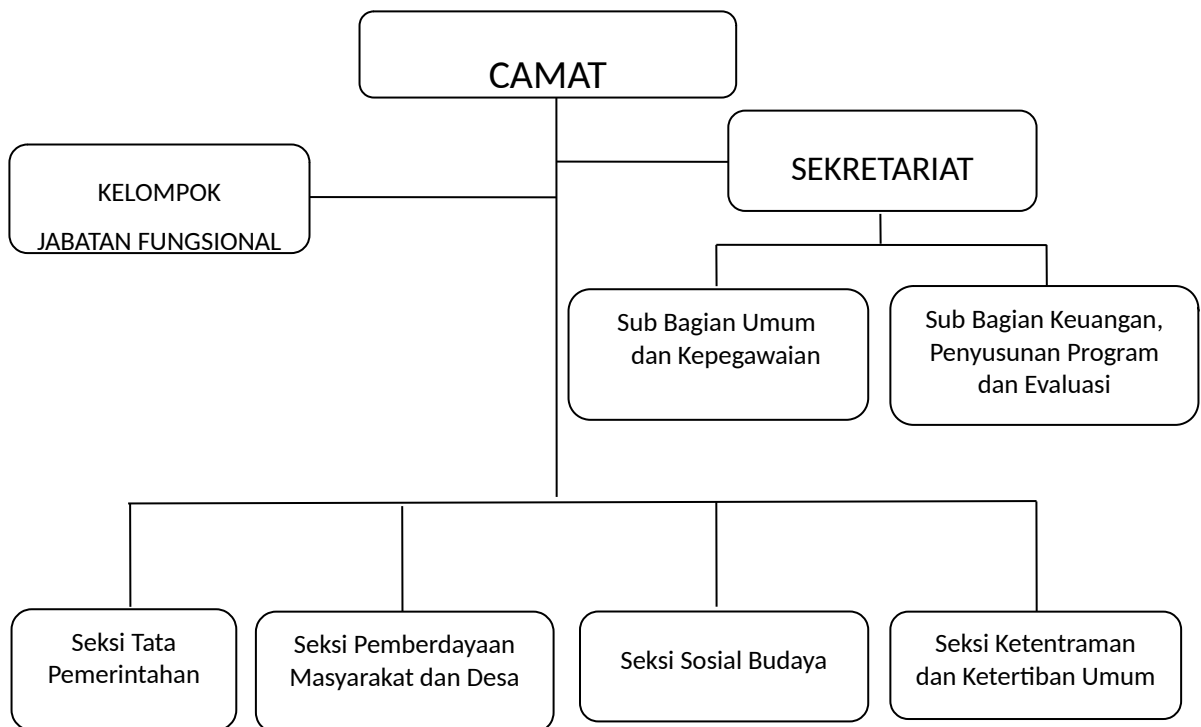 CAMAT
SEKRETARIAT
KELOMPOK
JABATAN FUNGSIONAL
Sub Bagian Umum
dan Kepegawaian
Sub Bagian Keuangan,
Penyusunan Program
dan Evaluasi
Seksi Tata
Pemerintahan
Seksi Pemberdayaan
Masyarakat dan Desa
Seksi Sosial Budaya
Seksi Ketentraman
dan Ketertiban Umum